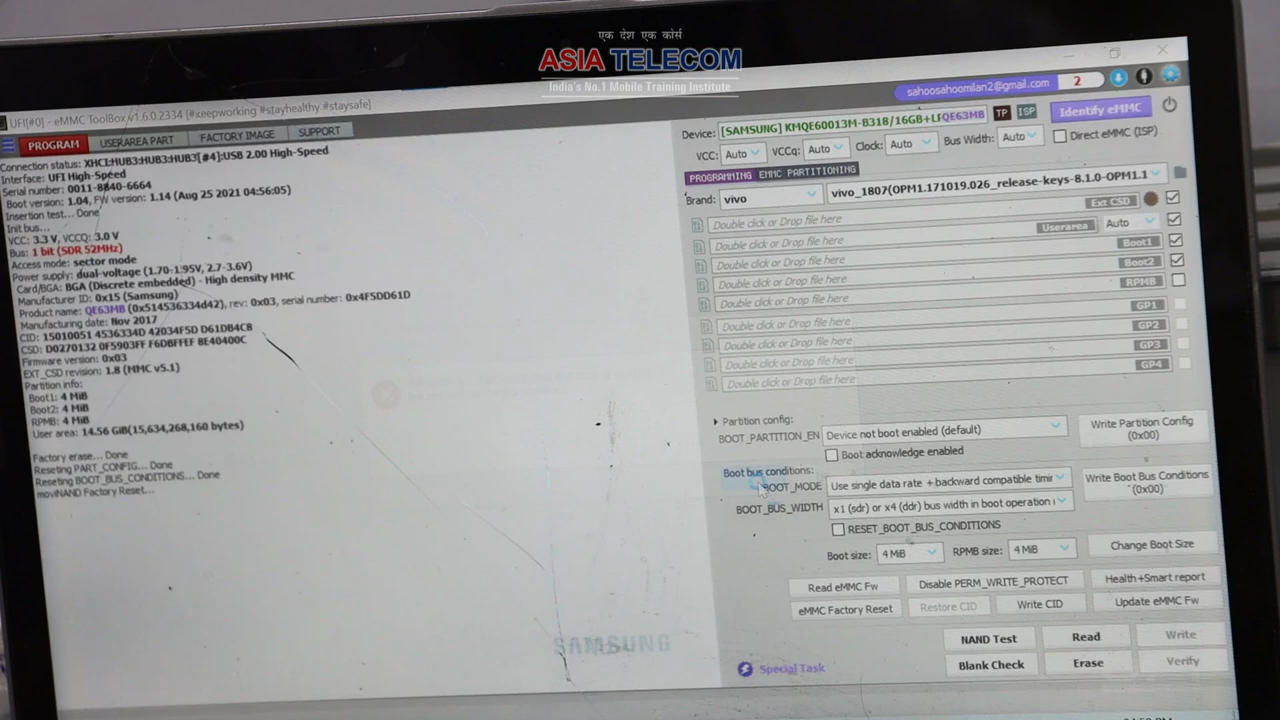 एक देश एक कोर्स
ASIA TELECOM
India's No.1 Mobile Training Institute
UFI[#0] - eMMC ToolBox v1.6.0.2334 [#keepworking #stayhealthy #staysafe]
sahoosahoomilan2@gmail.com 2
PROGRAM USERAREA PART FACTORY IMAGE SUPPORT
Connection status: XHCI:HUB3:HUB3:HUB3[#4]:USB 2.00 High-Speed
Interface: UFI High-Speed
Serial number: 0011-8840-6664
Boot version: 1.04, FW version: 1.14 (Aug 25 2021 04:56:05)
Insertion test... Done
Init bus...
VCC: 3.3 V, VCCQ: 3.0 V
Bus: 1 bit (SDR 52MHz)
Access mode: sector mode
Power supply: dual-voltage (1.70-1.95V, 2.7-3.6V)
Card/BGA: BGA (Discrete embedded) - High density MMC
Manufacturer ID: 0x15 (Samsung)
Product name: QE63MB (0x514536334d42), rev: 0x03, serial number: 0x4F5DD61D
Manufacturing date: Nov 2017
CID: 15010051 4536334D 42034F5D D61DB4C8
CSD: D0270132 0F5903FF F6DBFFEF 8E40400C
Firmware version: 0x03
EXT_CSD revision: 1.8 (MMC v5.1)
Partition info:
Boot1: 4 MiB
Boot2: 4 MiB
RPMB: 4 MiB
User area: 14.56 GiB(15,634,268,160 bytes)
Factory erase... Done
Reseting PART_CONFIG... Done
Reseting BOOT_BUS_CONDITIONS... Done
moviNAND Factory Reset...
Device: [SAMSUNG] KMQE60013M-B318/16GB+LF QE63MB TP ISP Identify eMMC
VCC: Auto VCCq: Auto Clock: Auto Bus Width: Auto Direct eMMC (ISP)
PROGRAMMING EMMC PARTITIONING
Brand: vivo vivo_1807(OPM1.171019.026_release-keys-8.1.0-OPM1.1
Double click or Drop file here Ext CSD
Double click or Drop file here Userarea Auto
Double click or Drop file here Boot1
Double click or Drop file here Boot2
Double click or Drop file here RPMB
Double click or Drop file here GP1
Double click or Drop file here GP2
Double click or Drop file here GP3
Double click or Drop file here GP4
Partition config:
BOOT_PARTITION_EN Device not boot enabled (default) Write Partition Config (0x00)
Boot acknowledge enabled
Boot bus conditions:
BOOT_MODE Use single data rate + backward compatible timir Write Boot Bus Conditions (0x00)
BOOT_BUS_WIDTH x1 (sdr) or x4 (ddr) bus width in boot operation
RESET_BOOT_BUS_CONDITIONS
Boot size: 4 MiB RPMB size: 4 MiB Change Boot Size
Read eMMC Fw Disable PERM_WRITE_PROTECT Health+Smart report
eMMC Factory Reset Restore CID Write CID Update eMMC Fw
NAND Test Read Write
Special Task Blank Check Erase Verify
SAMSUNG